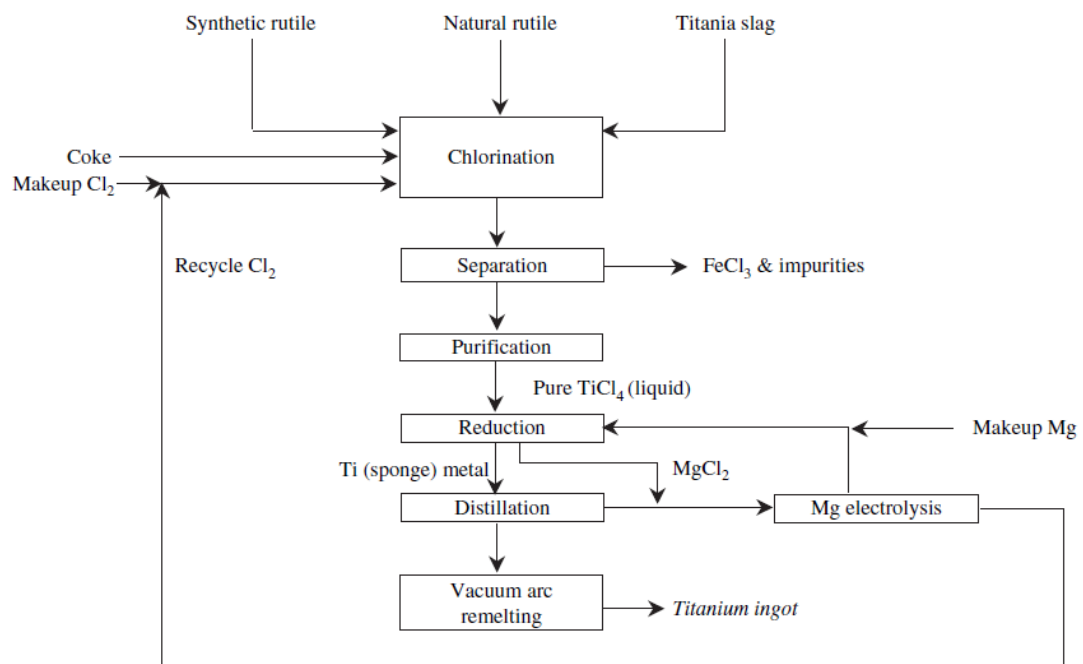 Synthetic rutile
Natural rutile
Titania slag
Coke
Chlorination
Makeup Cl₂
Recycle Cl₂
Separation
FeCl₃ & impurities
Purification
Pure TiCl₄ (liquid)
Reduction
Makeup Mg
Ti (sponge) metal
MgCl₂
Distillation
Mg electrolysis
Vacuum arc
remelting
Titanium ingot